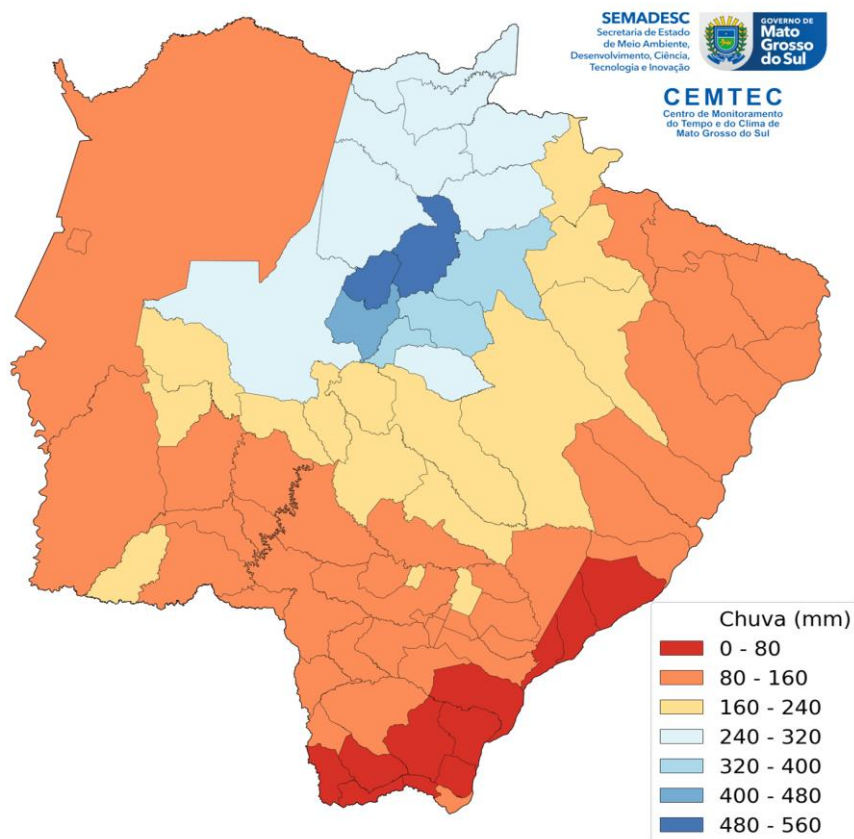 SEMADESC
Secretaria de Estado
de Meio Ambiente,
Desenvolvimento, Ciência,
Tecnologia e Inovação
GOVERNO DE
Mato
Grosso
do Sul
CEMTEC
Centro de Monitoramento
do Tempo e do Clima de
Mato Grosso do Sul
Chuva (mm)
0 - 80
80 - 160
160 - 240
240 - 320
320 - 400
400 - 480
480 - 560